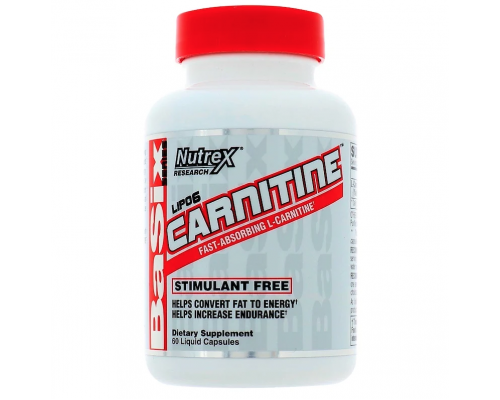 BaSix
Nutrex
RESEARCH
LIPO6
CARNITINE™
FAST-ABSORBING L-CARNITINE†
STIMULANT FREE
HELPS CONVERT FAT TO ENERGY†
HELPS INCREASE ENDURANCE†
Dietary Supplement
60 Liquid Capsules